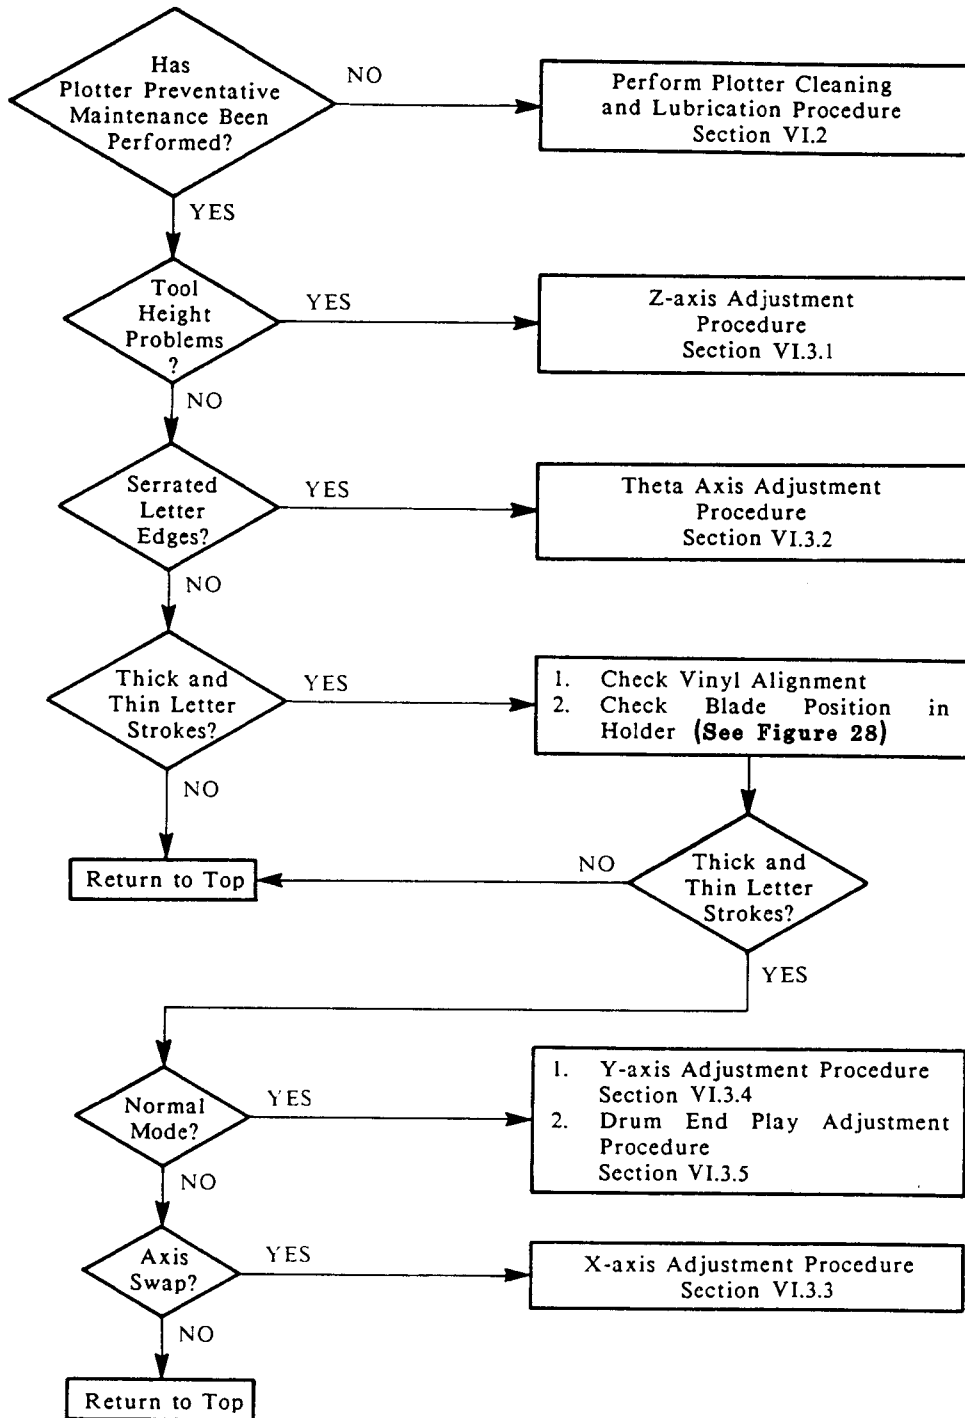 Has
Plotter Preventative
Maintenance Been
Performed?
NO
Perform Plotter Cleaning
and Lubrication Procedure
Section VI.2
YES
Tool
Height
Problems
?
YES
Z-axis Adjustment
Procedure
Section VI.3.1
NO
Serrated
Letter
Edges?
YES
Theta Axis Adjustment
Procedure
Section VI.3.2
NO
Thick and
Thin Letter
Strokes?
YES
1. Check Vinyl Alignment
2. Check Blade Position in
Holder (See Figure 28)
NO
Return to Top
NO
Thick and
Thin Letter
Strokes?
YES
Normal
Mode?
YES
1. Y-axis Adjustment Procedure
Section VI.3.4
2. Drum End Play Adjustment
Procedure
Section VI.3.5
NO
Axis
Swap?
YES
X-axis Adjustment Procedure
Section VI.3.3
NO
Return to Top